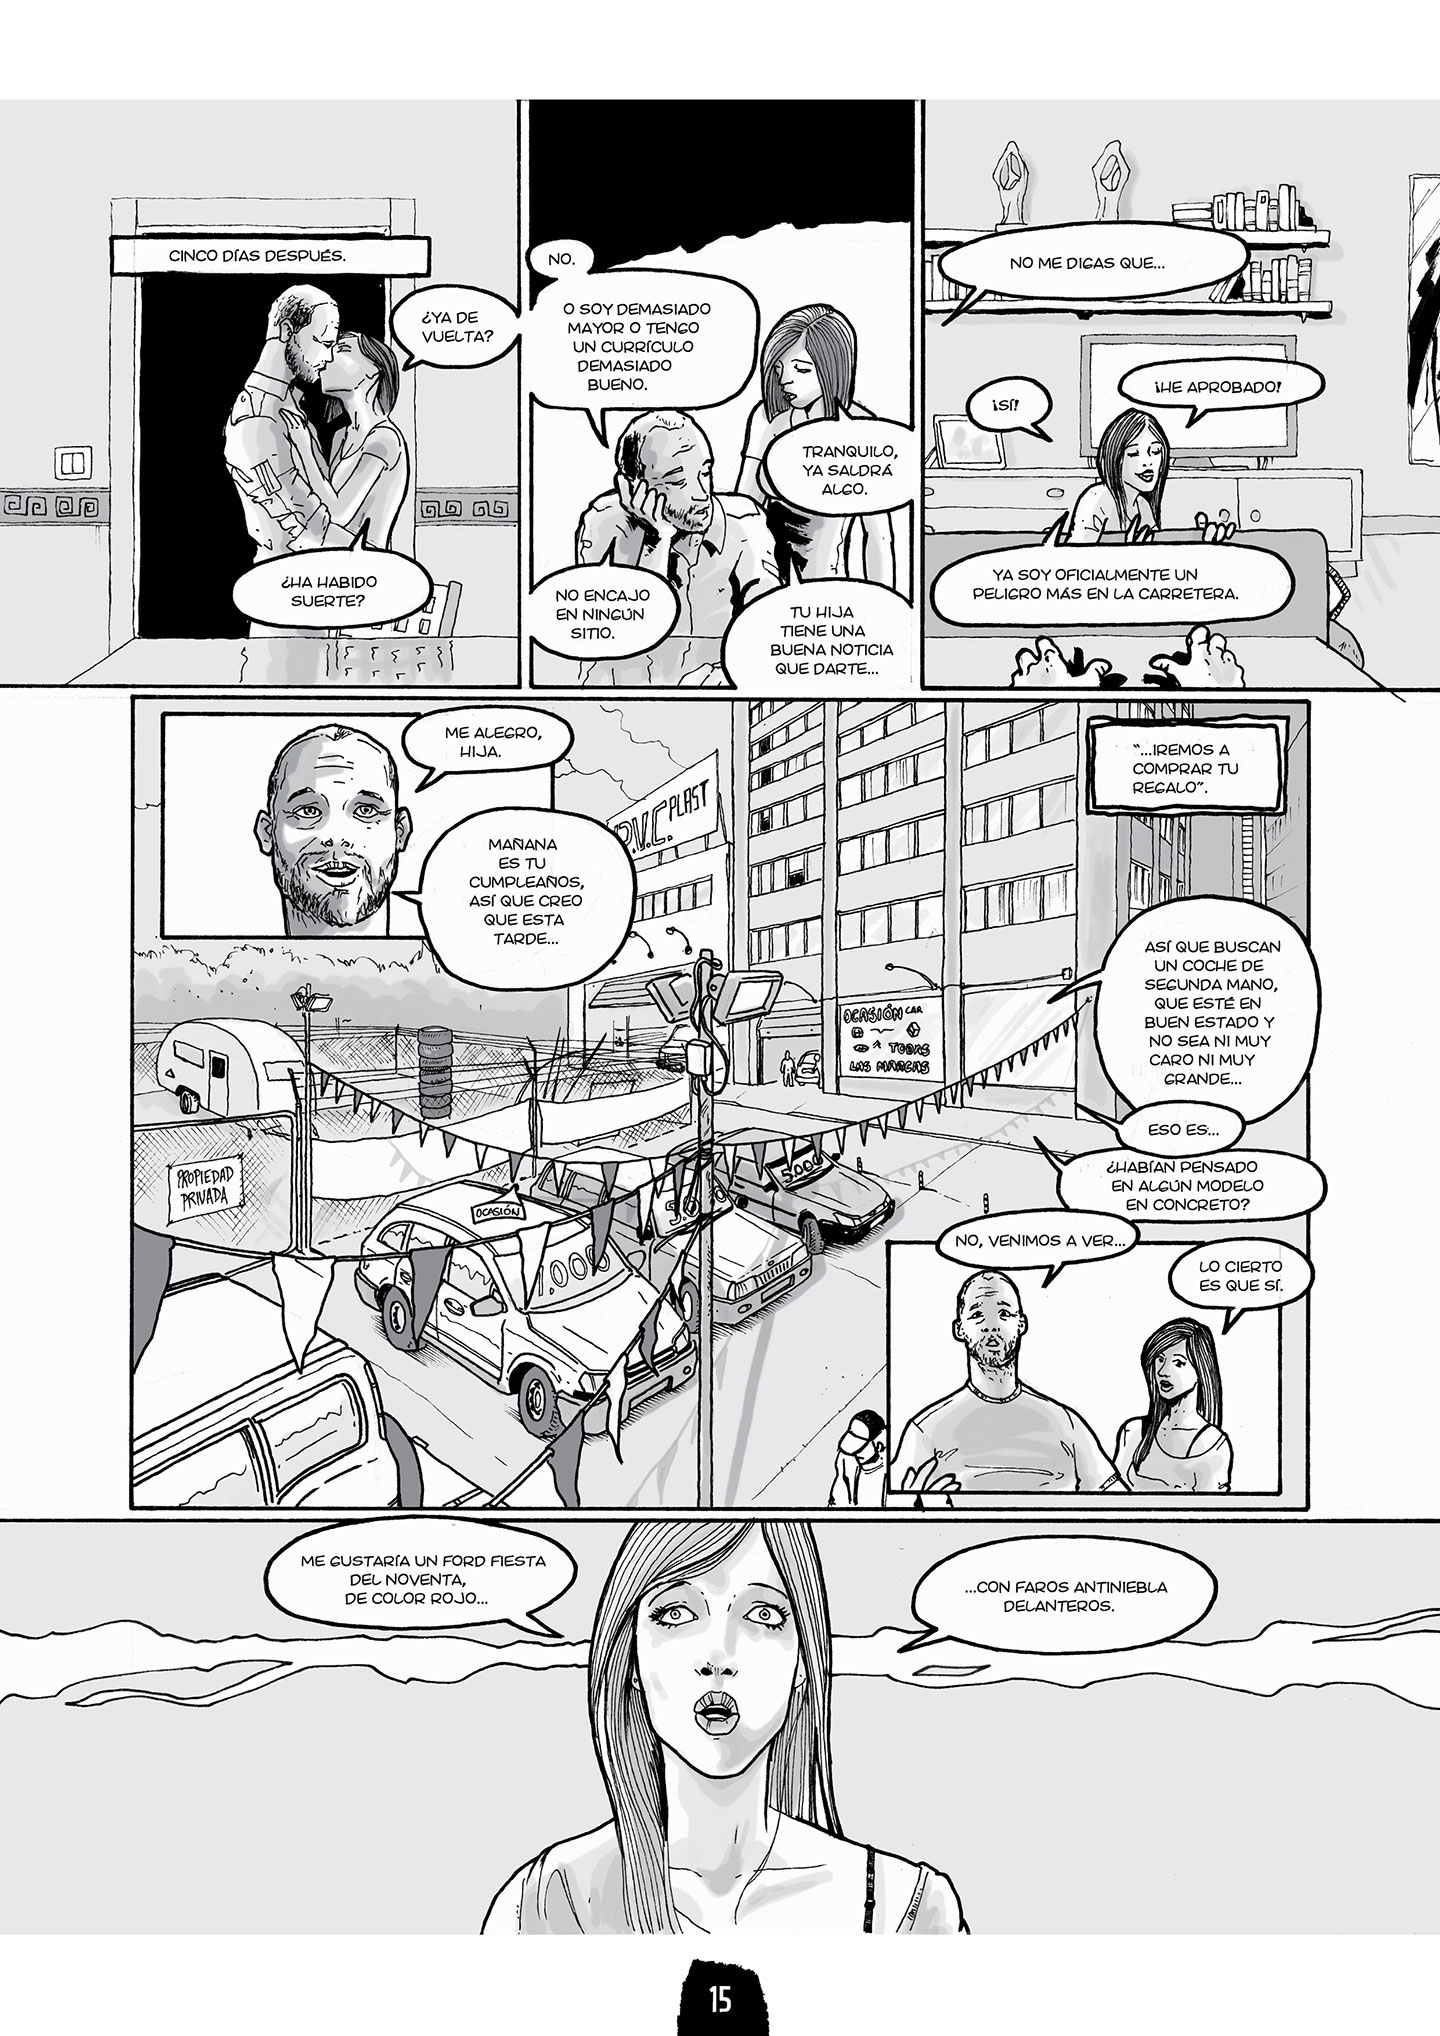 CINCO DÍAS DESPUÉS.
¿YA DE
VUELTA?
¿HA HABIDO
SUERTE?
NO.
O SOY DEMASIADO
MAYOR O TENGO
UN CURRÍCULO
DEMASIADO
BUENO.
TRANQUILO,
YA SALDRÁ
ALGO.
NO ENCAJO
EN NINGÚN
SITIO.
TU HIJA
TIENE UNA
BUENA NOTICIA
QUE DARTE...
NO ME DIGAS QUE...
¡SÍ!
¡HE APROBADO!
YA SOY OFICIALMENTE UN
PELIGRO MÁS EN LA CARRETERA.
ME ALEGRO,
HIJA.
MAÑANA
ES TU
CUMPLEAÑOS,
ASÍ QUE CREO
QUE ESTA
TARDE...
"...IREMOS A
COMPRAR TU
REGALO".
P.V.C. PLAST
ASÍ QUE BUSCAN
UN COCHE DE
SEGUNDA MANO,
QUE ESTÉ EN
BUEN ESTADO Y
NO SEA NI MUY
CARO NI MUY
GRANDE...
OCASIÓN CAR
TODAS
LAS MARCAS
ESO ES...
¿HABÍAN PENSADO
EN ALGÚN MODELO
EN CONCRETO?
PROPIEDAD
PRIVADA
OCASIÓN
1.000
5.000
NO, VENIMOS A VER...
LO CIERTO
ES QUE SÍ.
ME GUSTARÍA UN FORD FIESTA
DEL NOVENTA,
DE COLOR ROJO...
...CON FAROS ANTINIEBLA
DELANTEROS.
15